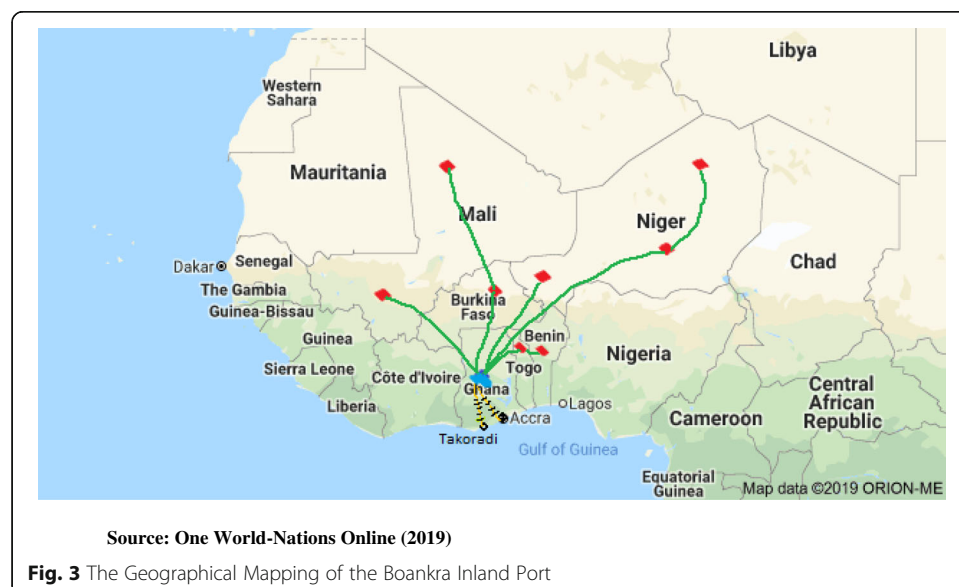 Libya
Western
Sahara
Mauritania
Mali
Niger
Chad
Dakar
Senegal
The Gambia
Guinea-Bissau
Burkina
Faso
Benin
Guinea
Nigeria
Sierra Leone
Côte d'Ivoire
Togo
Ghana
Liberia
Accra
Lagos
Takoradi
Central
African
Republic
Cameroon
Gulf of Guinea
Equatorial
Guinea
Map data ©2019 ORION-ME
Source: One World-Nations Online (2019)
Fig. 3 The Geographical Mapping of the Boankra Inland Port